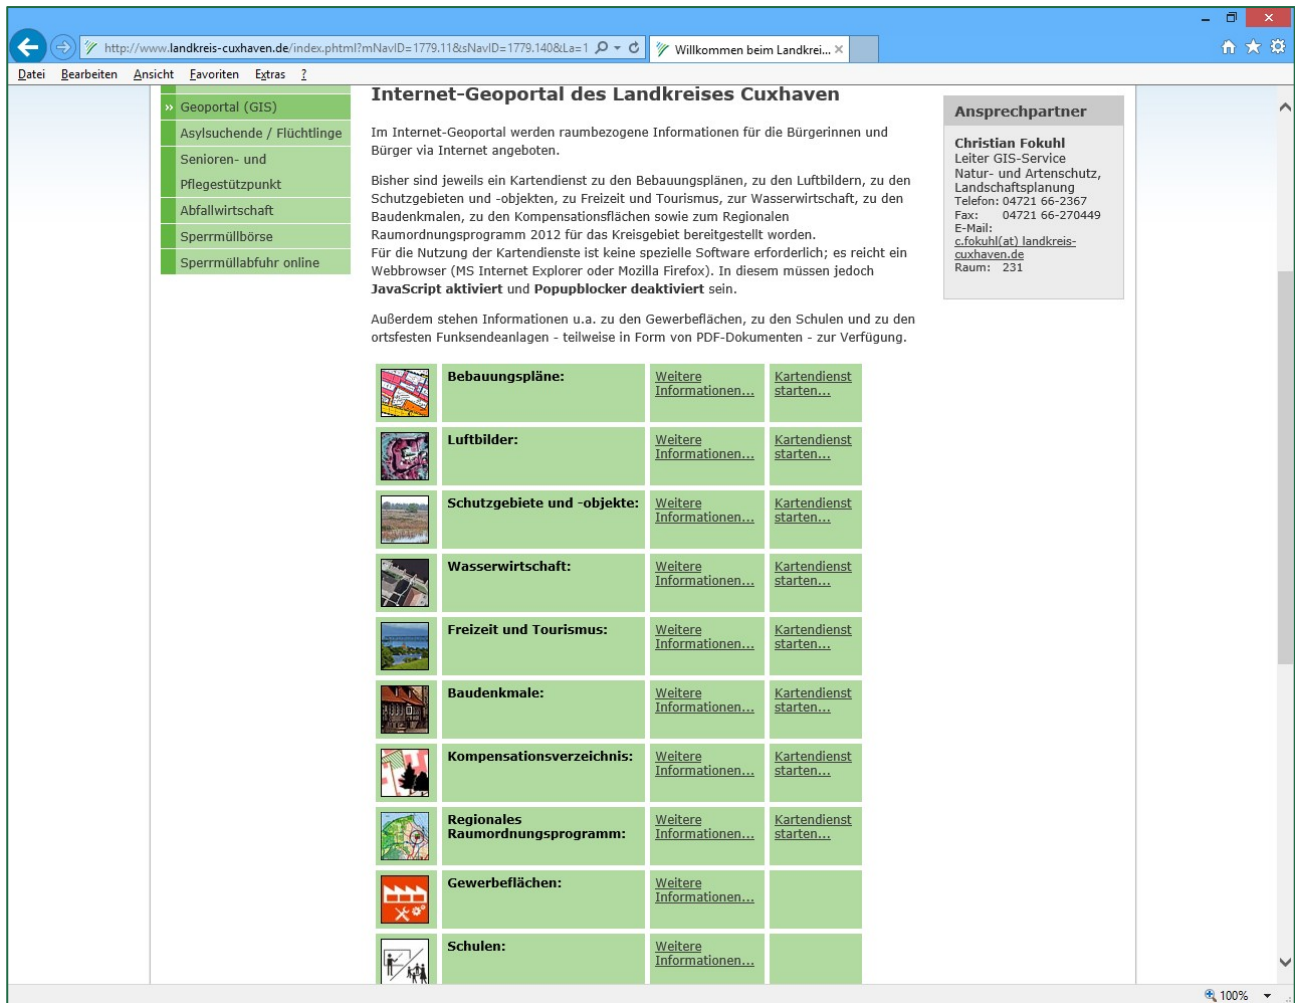 http://www.landkreis-cuxhaven.de/index.phtml?mNavID=1779.11&sNavID=1779.140&La=1
Willkommen beim Landkrei...
Datei Bearbeiten Ansicht Favoriten Extras ?
» Geoportal (GIS)
Asylsuchende / Flüchtlinge
Senioren- und
Pflegestützpunkt
Abfallwirtschaft
Sperrmüllbörse
Sperrmüllabfuhr online
Internet-Geoportal des Landkreises Cuxhaven
Im Internet-Geoportal werden raumbezogene Informationen für die Bürgerinnen und
Bürger via Internet angeboten.
Bisher sind jeweils ein Kartendienst zu den Bebauungsplänen, zu den Luftbildern, zu den
Schutzgebieten und -objekten, zu Freizeit und Tourismus, zur Wasserwirtschaft, zu den
Baudenkmalen, zu den Kompensationsflächen sowie zum Regionalen
Raumordnungsprogramm 2012 für das Kreisgebiet bereitgestellt worden.
Für die Nutzung der Kartendienste ist keine spezielle Software erforderlich; es reicht ein
Webbrowser (MS Internet Explorer oder Mozilla Firefox). In diesem müssen jedoch
JavaScript aktiviert und Popupblocker deaktiviert sein.
Außerdem stehen Informationen u.a. zu den Gewerbeflächen, zu den Schulen und zu den
ortsfesten Funksendeanlagen - teilweise in Form von PDF-Dokumenten - zur Verfügung.
Ansprechpartner
Christian Fokuhl
Leiter GIS-Service
Natur- und Artenschutz,
Landschaftsplanung
Telefon: 04721 66-2367
Fax: 04721 66-270449
E-Mail:
c.fokuhl(at) landkreis-
cuxhaven.de
Raum: 231
Bebauungspläne:
Weitere
Informationen...
Kartendienst
starten...
Luftbilder:
Weitere
Informationen...
Kartendienst
starten...
Schutzgebiete und -objekte:
Weitere
Informationen...
Kartendienst
starten...
Wasserwirtschaft:
Weitere
Informationen...
Kartendienst
starten...
Freizeit und Tourismus:
Weitere
Informationen...
Kartendienst
starten...
Baudenkmale:
Weitere
Informationen...
Kartendienst
starten...
Kompensationsverzeichnis:
Weitere
Informationen...
Kartendienst
starten...
Regionales
Raumordnungsprogramm:
Weitere
Informationen...
Kartendienst
starten...
Gewerbeflächen:
Weitere
Informationen...
Schulen:
Weitere
Informationen...
100%